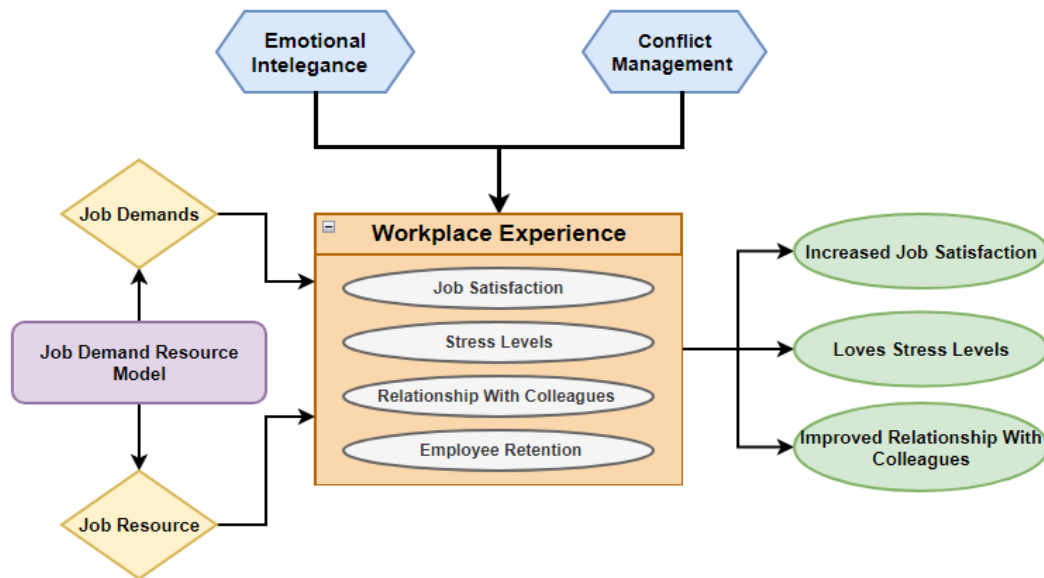 Emotional
Intelegance
Conflict
Management
Job Demands
Workplace Experience
Increased Job Satisfaction
Job Satisfaction
Stress Levels
Loves Stress Levels
Job Demand Resource
Model
Relationship With Colleagues
Improved Relationship With
Colleagues
Employee Retention
Job Resource